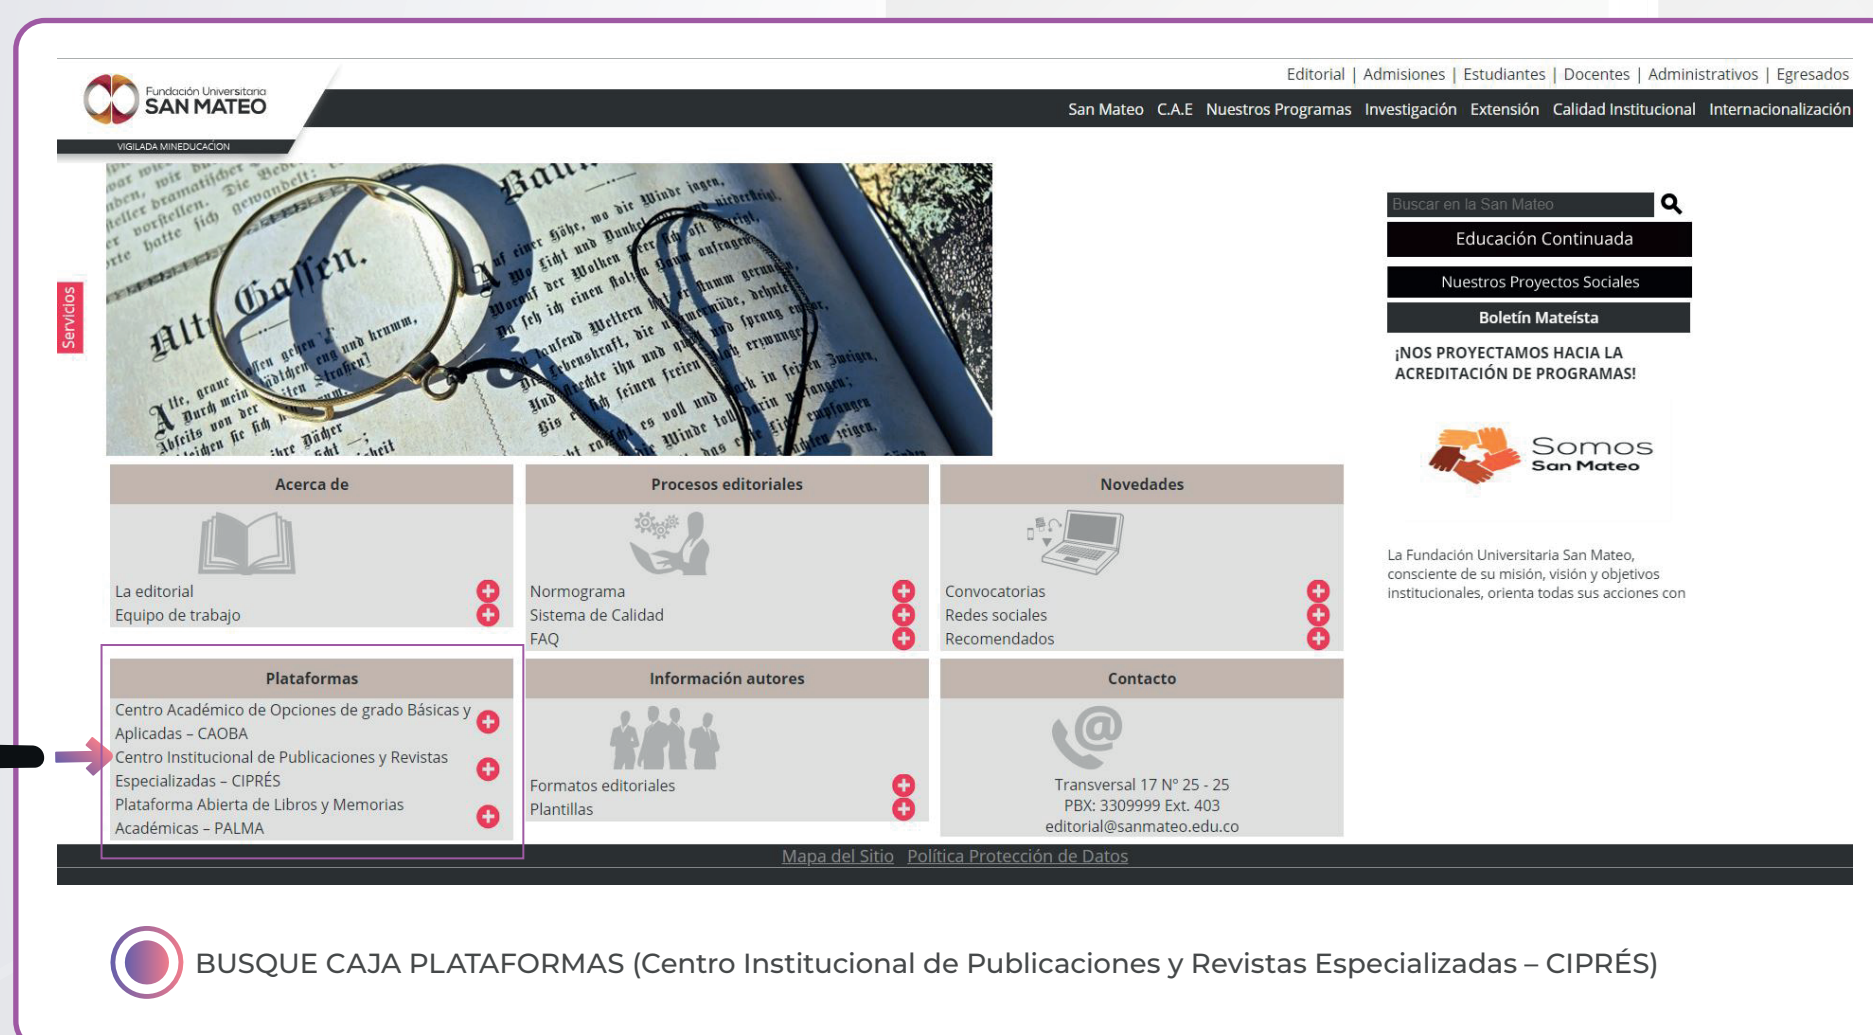 Editorial | Admisiones | Estudiantes | Docentes | Administrativos | Egresados
Fundación Universitaria
SAN MATEO
San Mateo C.A.E Nuestros Programas Investigación Extensión Calidad Institucional Internacionalización
VIGILADA MINEDUCACION
Servicios
Alte Gassen.
Buscar en la San Mateo
Educación Continuada
Nuestros Proyectos Sociales
Boletín Mateísta
¡NOS PROYECTAMOS HACIA LA
ACREDITACIÓN DE PROGRAMAS!
Somos
San Mateo
La Fundación Universitaria San Mateo,
consciente de su misión, visión y objetivos
institucionales, orienta todas sus acciones con
Acerca de
La editorial
Equipo de trabajo
Procesos editoriales
Normograma
Sistema de Calidad
FAQ
Novedades
Convocatorias
Redes sociales
Recomendados
Plataformas
Centro Académico de Opciones de grado Básicas y
Aplicadas – CAOBA
Centro Institucional de Publicaciones y Revistas
Especializadas – CIPRÉS
Plataforma Abierta de Libros y Memorias
Académicas – PALMA
Información autores
Formatos editoriales
Plantillas
Contacto
@
Transversal 17 Nº 25 - 25
PBX: 3309999 Ext. 403
editorial@sanmateo.edu.co
Mapa del Sitio Política Protección de Datos
BUSQUE CAJA PLATAFORMAS (Centro Institucional de Publicaciones y Revistas Especializadas – CIPRÉS)